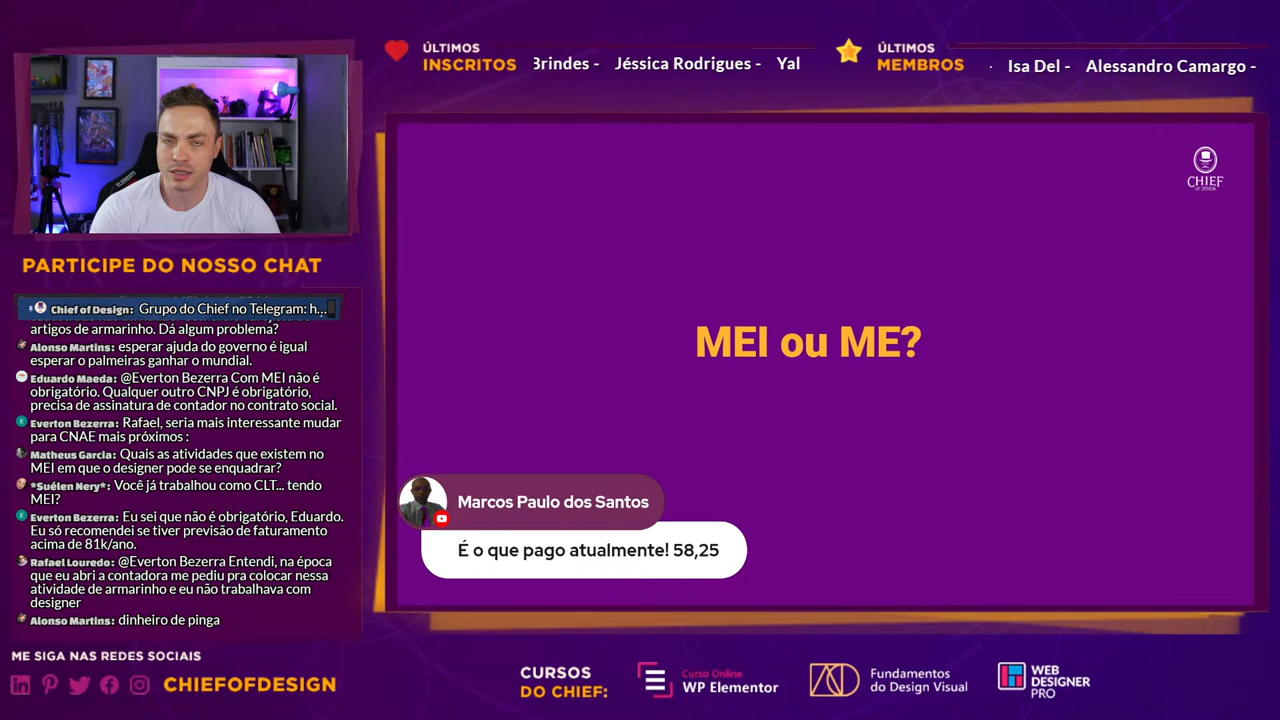 ÚLTIMOS
INSCRITOS
Brindes - Jéssica Rodrigues - Yal
ÚLTIMOS
MEMBROS
· Isa Del - Alessandro Camargo -
CHIEF
OF DESIGN
PARTICIPE DO NOSSO CHAT
Chief of Design: Grupo do Chief no Telegram: h...
artigos de armarinho. Dá algum problema?
Alonso Martins: esperar ajuda do governo é igual
esperar o palmeiras ganhar o mundial.
Eduardo Maeda: @Everton Bezerra Com MEI não é
obrigatório. Qualquer outro CNPJ é obrigatório,
precisa de assinatura de contador no contrato social.
E Everton Bezerra: Rafael, seria mais interessante mudar
para CNAE mais próximos :
Matheus Garcia: Quais as atividades que existem no
MEI em que o designer pode se enquadrar?
*Suélen Nery*: Você já trabalhou como CLT... tendo
MEI?
E Everton Bezerra: Eu sei que não é obrigatório, Eduardo.
Eu só recomendei se tiver previsão de faturamento
acima de 81k/ano.
Rafael Louredo: @Everton Bezerra Entendi, na época
que eu abri a contadora me pediu pra colocar nessa
atividade de armarinho e eu não trabalhava com
designer
Alonso Martins: dinheiro de pinga
MEI ou ME?
Marcos Paulo dos Santos
É o que pago atualmente! 58,25
ME SIGA NAS REDES SOCIAIS
CHIEFOFDESIGN
CURSOS
DO CHIEF:
Curso Online
WP Elementor
Fundamentos
do Design Visual
WEB
DESIGNER
PRO